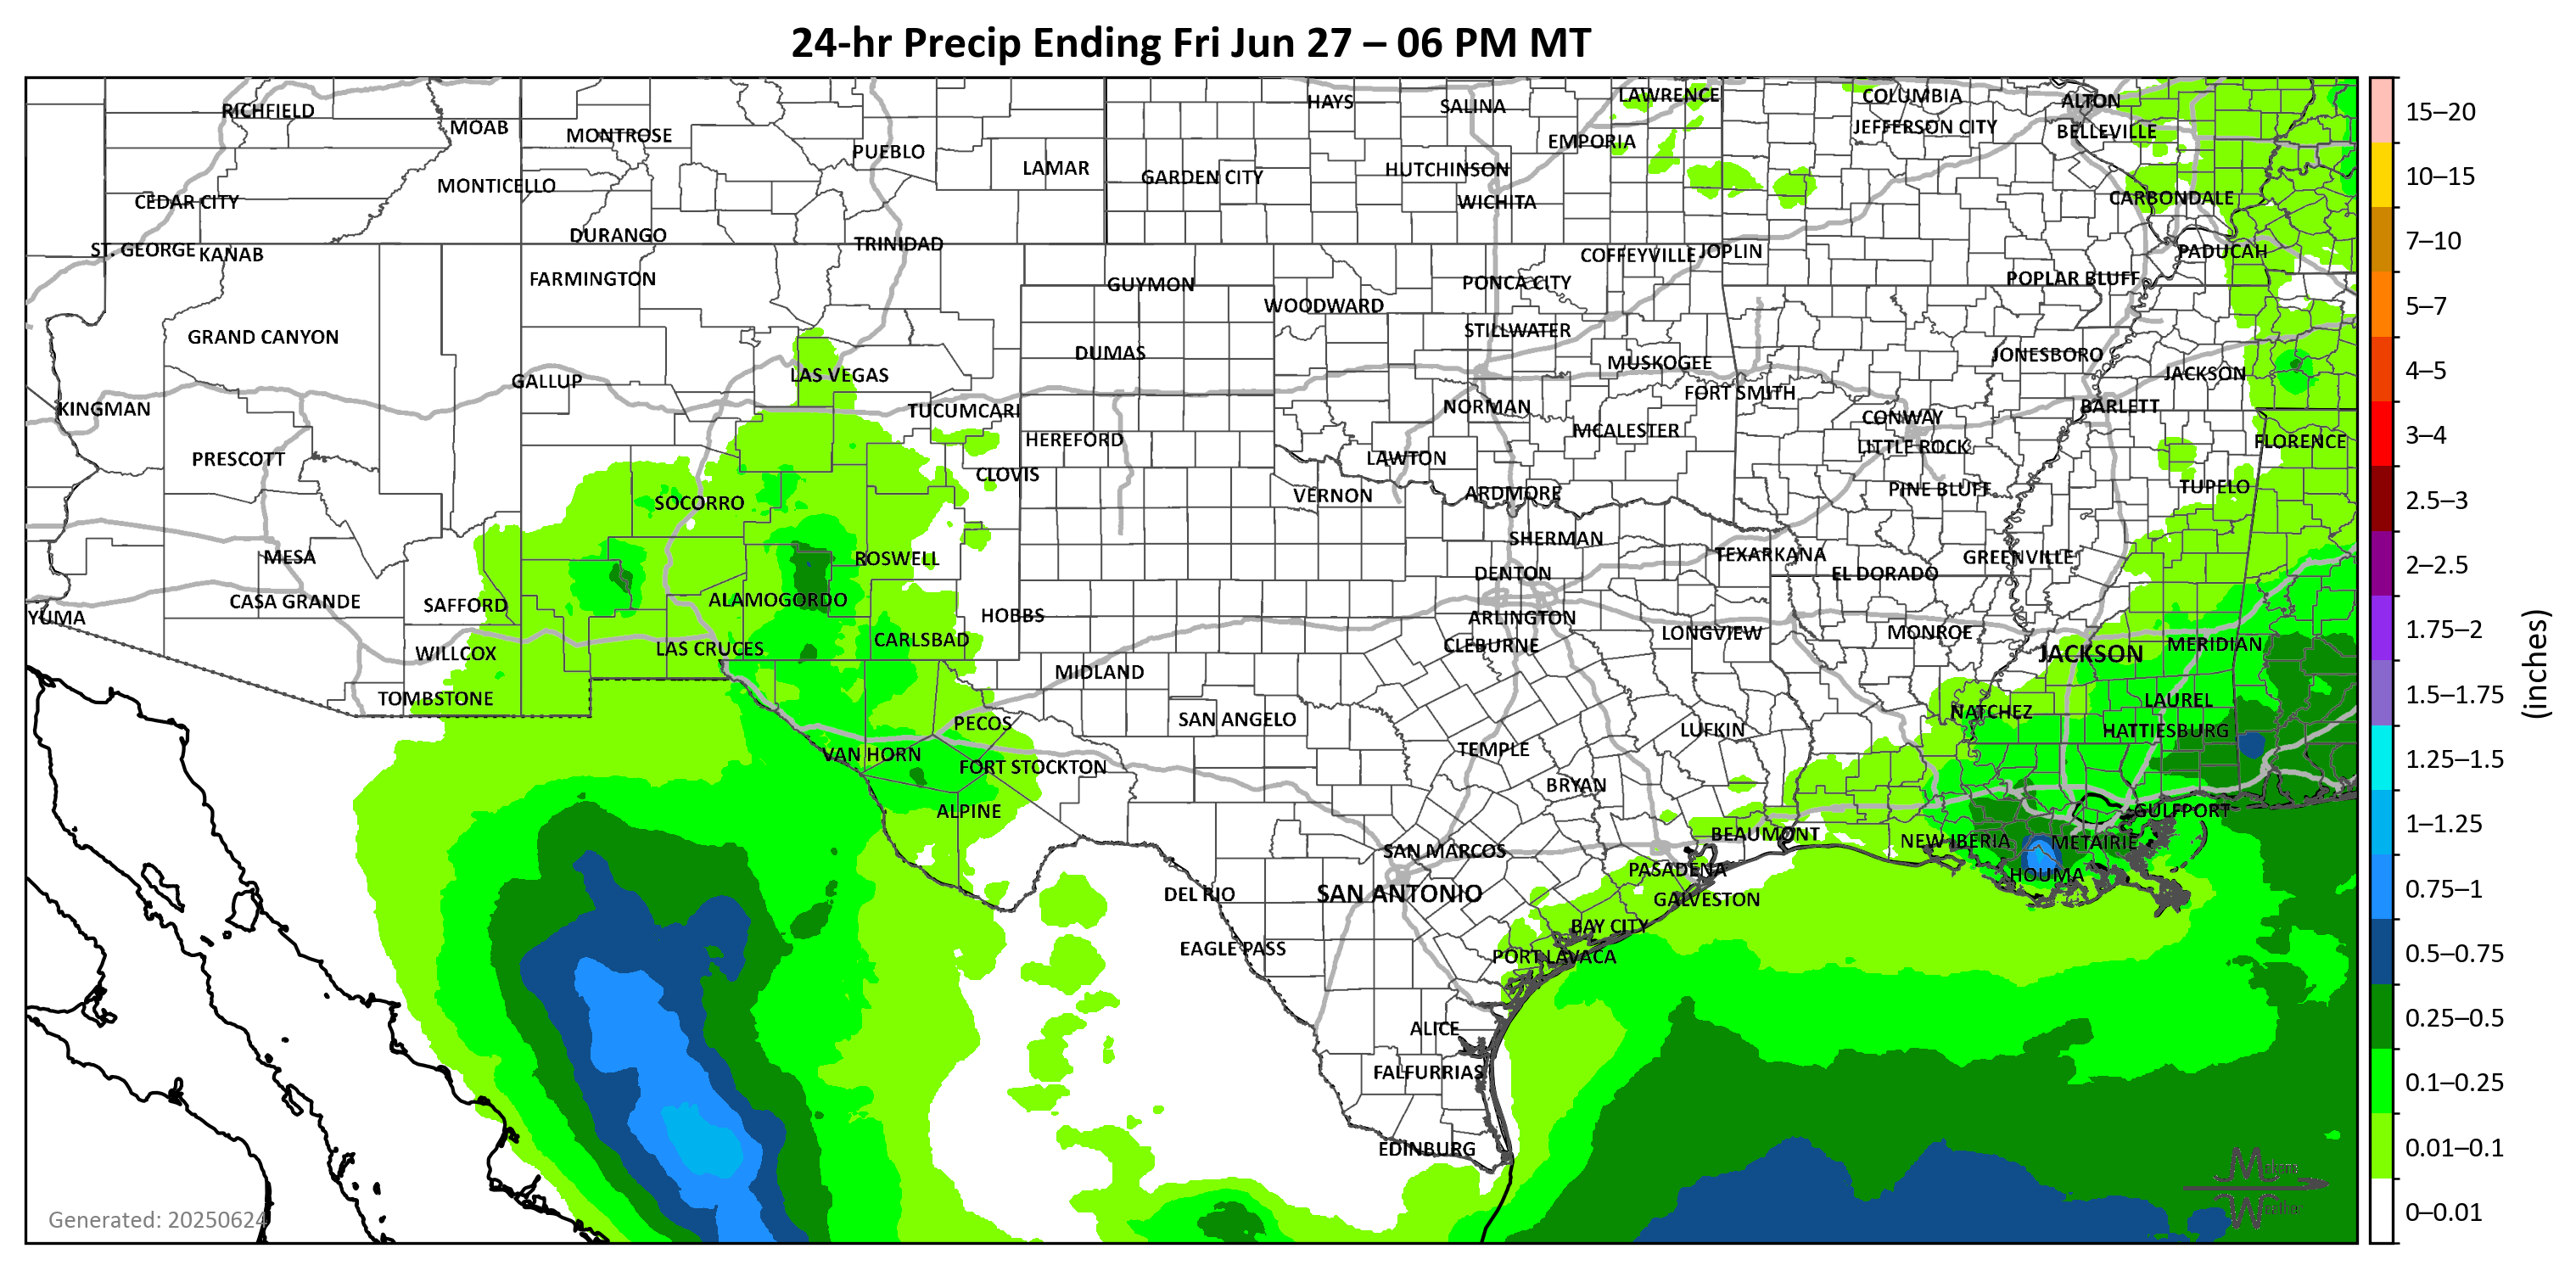 24-hr Precip Ending Fri Jun 27 – 06 PM MT
RICHFIELD
MOAB
MONTROSE
PUEBLO
LAMAR
HAYS
SALINA
LAWRENCE
EMPORIA
COLUMBIA
JEFFERSON CITY
ALTON
BELLEVILLE
MONTICELLO
CEDAR CITY
GARDEN CITY
HUTCHINSON
WICHITA
CARBONDALE
ST. GEORGE
KANAB
DURANGO
TRINIDAD
COFFEYVILLE
JOPLIN
PADUCAH
FARMINGTON
GUYMON
WOODWARD
PONCA CITY
POPLAR BLUFF
GRAND CANYON
DUMAS
STILLWATER
MUSKOGEE
JONESBORO
JACKSON
GALLUP
LAS VEGAS
KINGMAN
TUCUMCARI
NORMAN
FORT SMITH
CONWAY
BARLETT
HEREFORD
MCALESTER
LITTLE ROCK
FLORENCE
PRESCOTT
CLOVIS
LAWTON
VERNON
ARDMORE
PINE BLUFF
TUPELO
SOCORRO
SHERMAN
MESA
ROSWELL
DENTON
TEXARKANA
EL DORADO
GREENVILLE
CASA GRANDE
SAFFORD
ALAMOGORDO
YUMA
HOBBS
ARLINGTON
CLEBURNE
LONGVIEW
MONROE
JACKSON
MERIDIAN
WILLCOX
LAS CRUCES
CARLSBAD
MIDLAND
TOMBSTONE
LAUREL
PECOS
SAN ANGELO
NATCHEZ
HATTIESBURG
LUFKIN
VAN HORN
FORT STOCKTON
TEMPLE
BRYAN
ALPINE
GULFPORT
BEAUMONT
NEW IBERIA
METAIRIE
SAN MARCOS
PASADENA
HOUMA
DEL RIO
SAN ANTONIO
GALVESTON
EAGLE PASS
BAY CITY
PORT LAVACA
ALICE
FALFURRIAS
EDINBURG
Generated: 20250624
15–20
10–15
7–10
5–7
4–5
3–4
2.5–3
2–2.5
1.75–2
1.5–1.75
1.25–1.5
1–1.25
0.75–1
0.5–0.75
0.25–0.5
0.1–0.25
0.01–0.1
0–0.01
(inches)